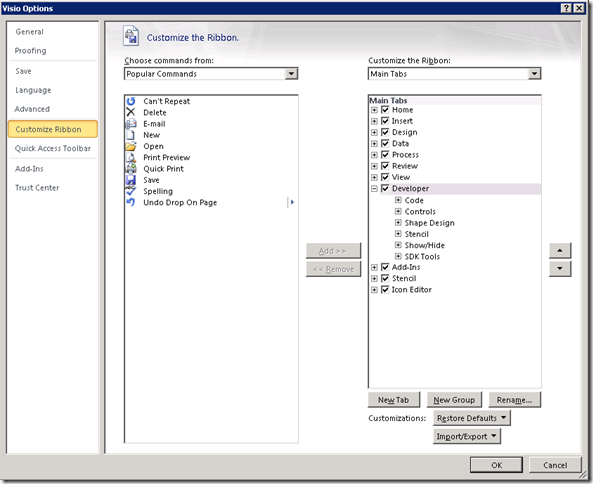 Visio Options
General
Proofing
Save
Language
Advanced
Customize Ribbon
Quick Access Toolbar
Add-Ins
Trust Center
Customize the Ribbon.
Choose commands from:
Popular Commands
Can't Repeat
Delete
E-mail
New
Open
Print Preview
Quick Print
Save
Spelling
Undo Drop On Page
Add >>
<< Remove
Customize the Ribbon:
Main Tabs
Main Tabs
Home
Insert
Design
Data
Process
Review
View
Developer
Code
Controls
Shape Design
Stencil
Show/Hide
SDK Tools
Add-Ins
Stencil
Icon Editor
New Tab
New Group
Rename...
Customizations:
Restore Defaults
Import/Export
OK
Cancel